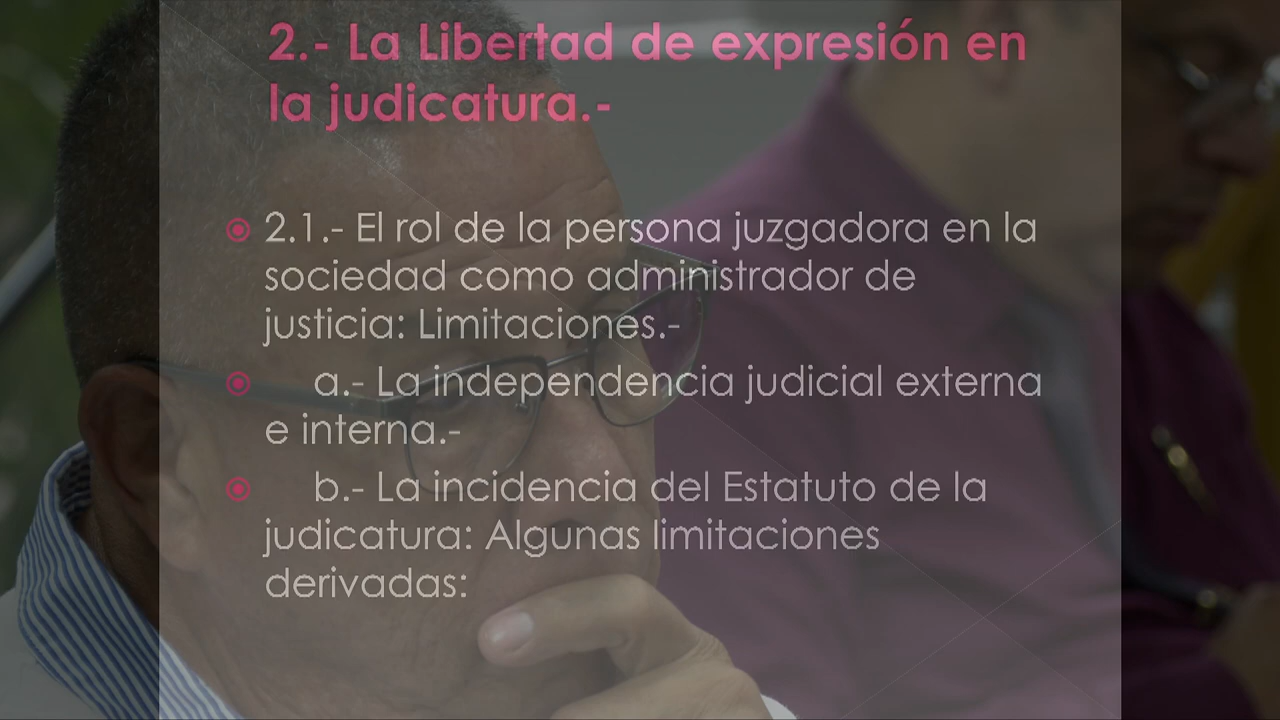 2.- La Libertad de expresión en
la judicatura.-
2.1.- El rol de la persona juzgadora en la
sociedad como administrador de
justicia: Limitaciones.-
a.- La independencia judicial externa
e interna.-
b.- La incidencia del Estatuto de la
judicatura: Algunas limitaciones
derivadas: